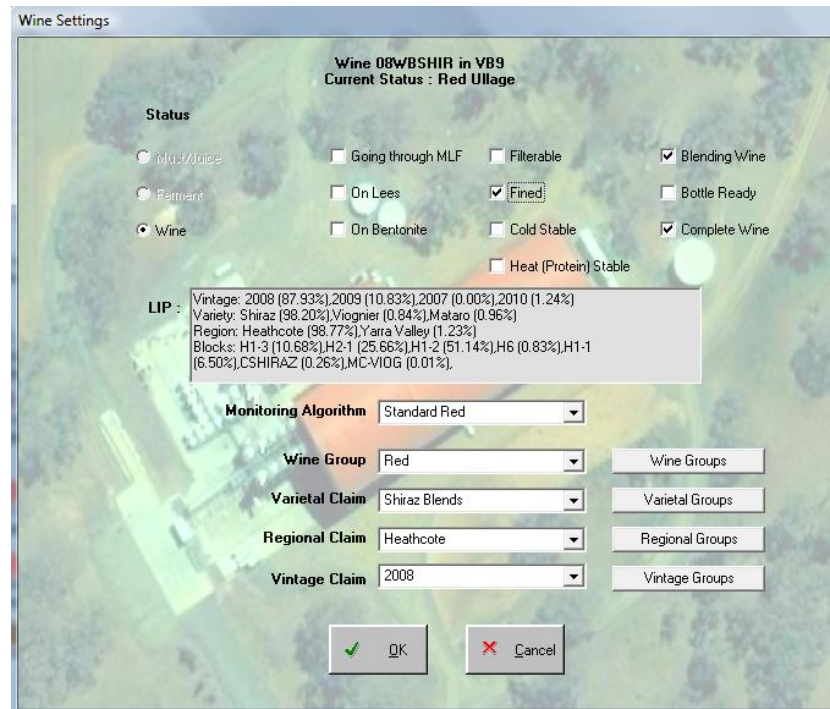 Wine Settings
Wine 08WBSHIR in VB9
Current Status : Red Ullage
Status
Must/Juice Going through MLF Filterable Blending Wine
Ferment On Lees Fined Bottle Ready
Wine On Bentonite Cold Stable Complete Wine
Heat (Protein) Stable
LIP :
Vintage: 2008 (87.93%),2009 (10.83%),2007 (0.00%),2010 (1.24%)
Variety: Shiraz (98.20%),Viognier (0.84%),Mataro (0.96%)
Region: Heathcote (98.77%),Yarra Valley (1.23%)
Blocks: H1-3 (10.68%),H2-1 (25.66%),H1-2 (51.14%),H6 (0.83%),H1-1
(6.50%),CSHIRAZ (0.26%),MC-VIOG (0.01%),
Monitoring Algorithm Standard Red
Wine Group Red Wine Groups
Varietal Claim Shiraz Blends Varietal Groups
Regional Claim Heathcote Regional Groups
Vintage Claim 2008 Vintage Groups
OK Cancel